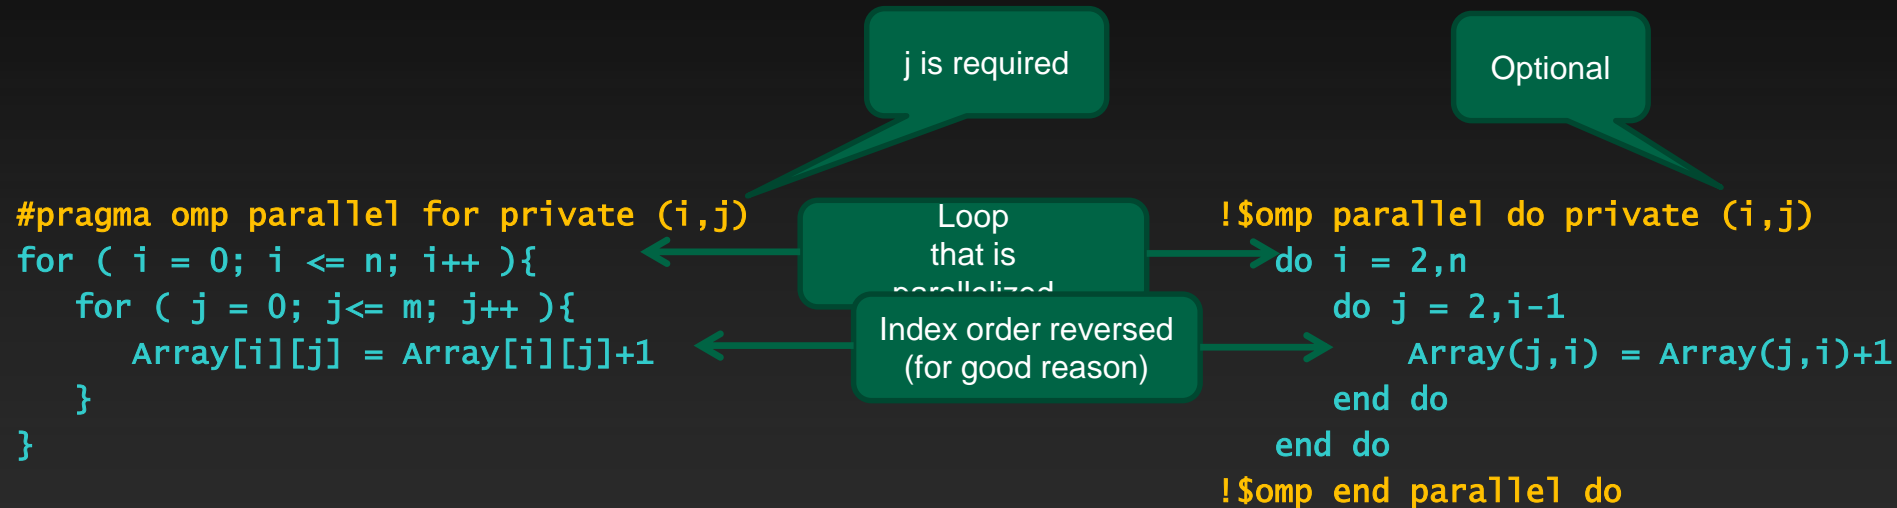 j is required
Optional
#pragma omp parallel for private (i,j)
for ( i = 0; i <= n; i++ ){
for ( j = 0; j<= m; j++ ){
Array[i][j] = Array[i][j]+1
}
}
Loop
that is
parallelized
Index order reversed
(for good reason)
!$omp parallel do private (i,j)
do i = 2,n
do j = 2,i-1
Array(j,i) = Array(j,i)+1
end do
end do
!$omp end parallel do